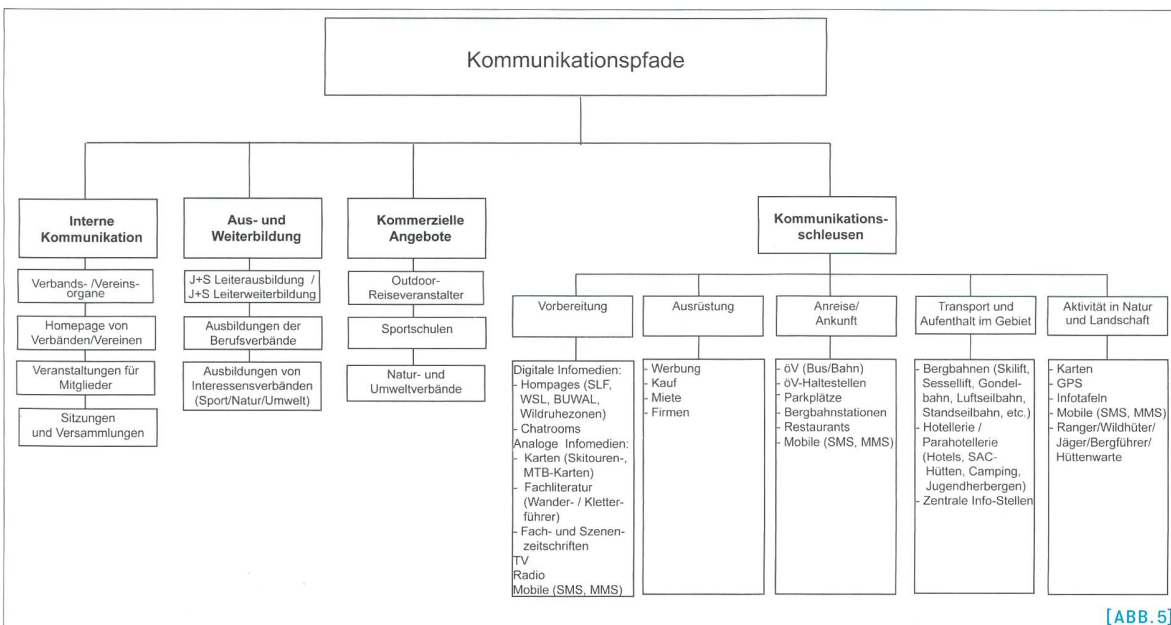 Kommunikationspfade
Interne
Kommunikation
Verbands- /Vereins-
organe
Homepage von
Verbänden/Vereinen
Veranstaltungen für
Mitglieder
Sitzungen
und Versammlungen
Aus- und
Weiterbildung
J+S Leiterausbildung /
J+S Leiterweiterbildung
Ausbildungen der
Berufsverbände
Ausbildungen von
Interessensverbänden
(Sport/Natur/Umwelt)
Kommerzielle
Angebote
Outdoor-
Reiseveranstalter
Sportschulen
Natur- und
Umweltverbände
Kommunikations-
schleusen
Vorbereitung
Digitale Infomedien:
- Hompages (SLF,
WSL, BUWAL,
Wildruhezonen)
- Chatrooms
Analoge Infomedien:
- Karten (Skitouren-,
MTB-Karten)
- Fachliteratur
(Wander- / Kletter-
führer)
- Fach- und Szenen-
zeitschriften
TV
Radio
Mobile (SMS, MMS)
Ausrüstung
- Werbung
- Kauf
- Miete
- Firmen
Anreise/
Ankunft
- öV (Bus/Bahn)
- öV-Haltestellen
- Parkplätze
- Bergbahnstationen
- Restaurants
- Mobile (SMS, MMS)
Transport und
Aufenthalt im Gebiet
- Bergbahnen (Skilift,
Sessellift, Gondel-
bahn, Luftseilbahn,
Standseilbahn, etc.)
- Hotellerie /
Parahotellerie
(Hotels, SAC-
Hütten, Camping,
Jugendherbergen)
- Zentrale Info-Stellen
Aktivität in Natur
und Landschaft
- Karten
- GPS
- Infotafeln
- Mobile (SMS, MMS)
- Ranger/Wildhüter/
Jäger/Bergführer/
Hüttenwarte
[ABB.5]